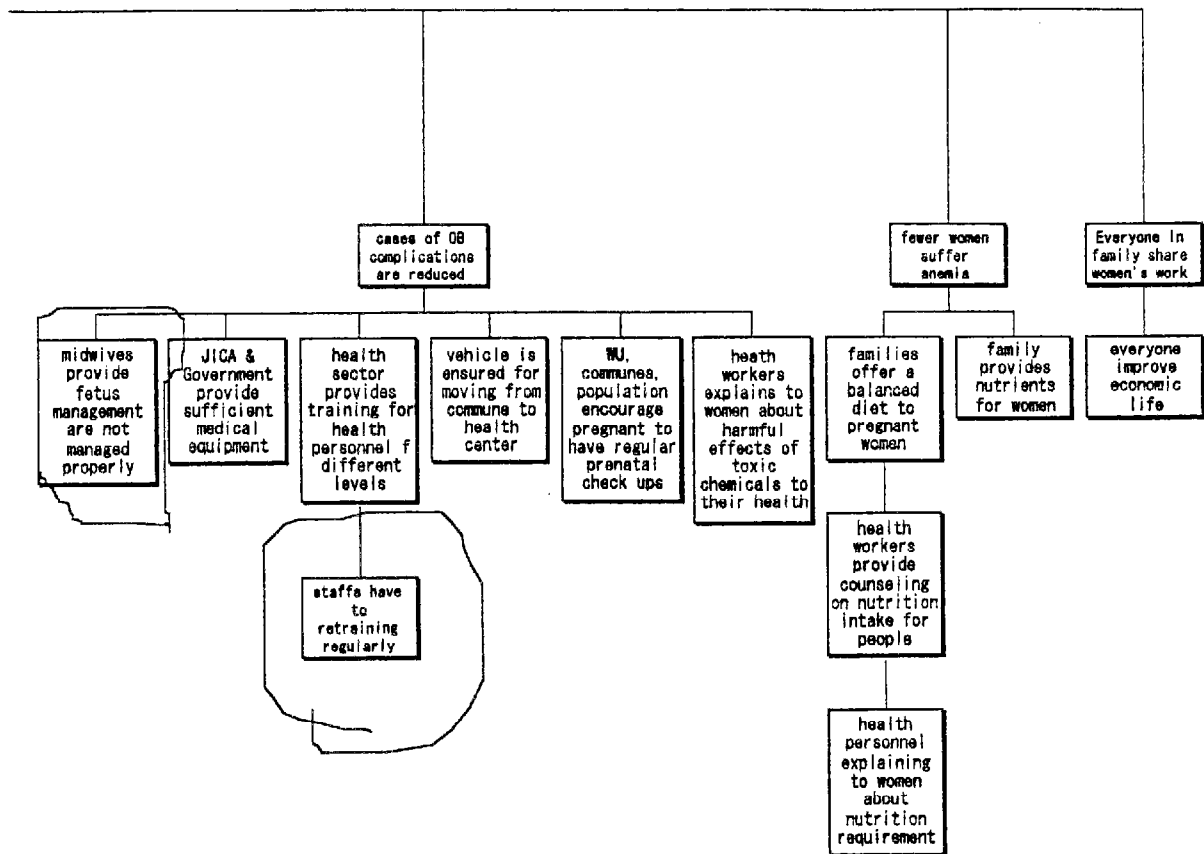 cases of OB
complications
are reduced
fewer women
suffer
anemia
Everyone in
family share
women's work
midwives
provide
fetus
management
are not
managed
properly
JICA &
Government
provide
sufficient
medical
equipment
health
sector
provides
training for
health
personnel f
different
levels
vehicle is
ensured for
moving from
commune to
health
center
WU,
communes,
population
encourage
pregnant to
have regular
prenatal
check ups
heath
workers
explains to
women about
harmful
effects of
toxic
chemicals to
their health
families
offer a
balanced
diet to
pregnant
women
family
provides
nutrients
for women
everyone
improve
economic
life
staffs have
to
retraining
regularly
health
workers
provide
counseling
on nutrition
intake for
people
health
personnel
explaining
to women
about
nutrition
requirement